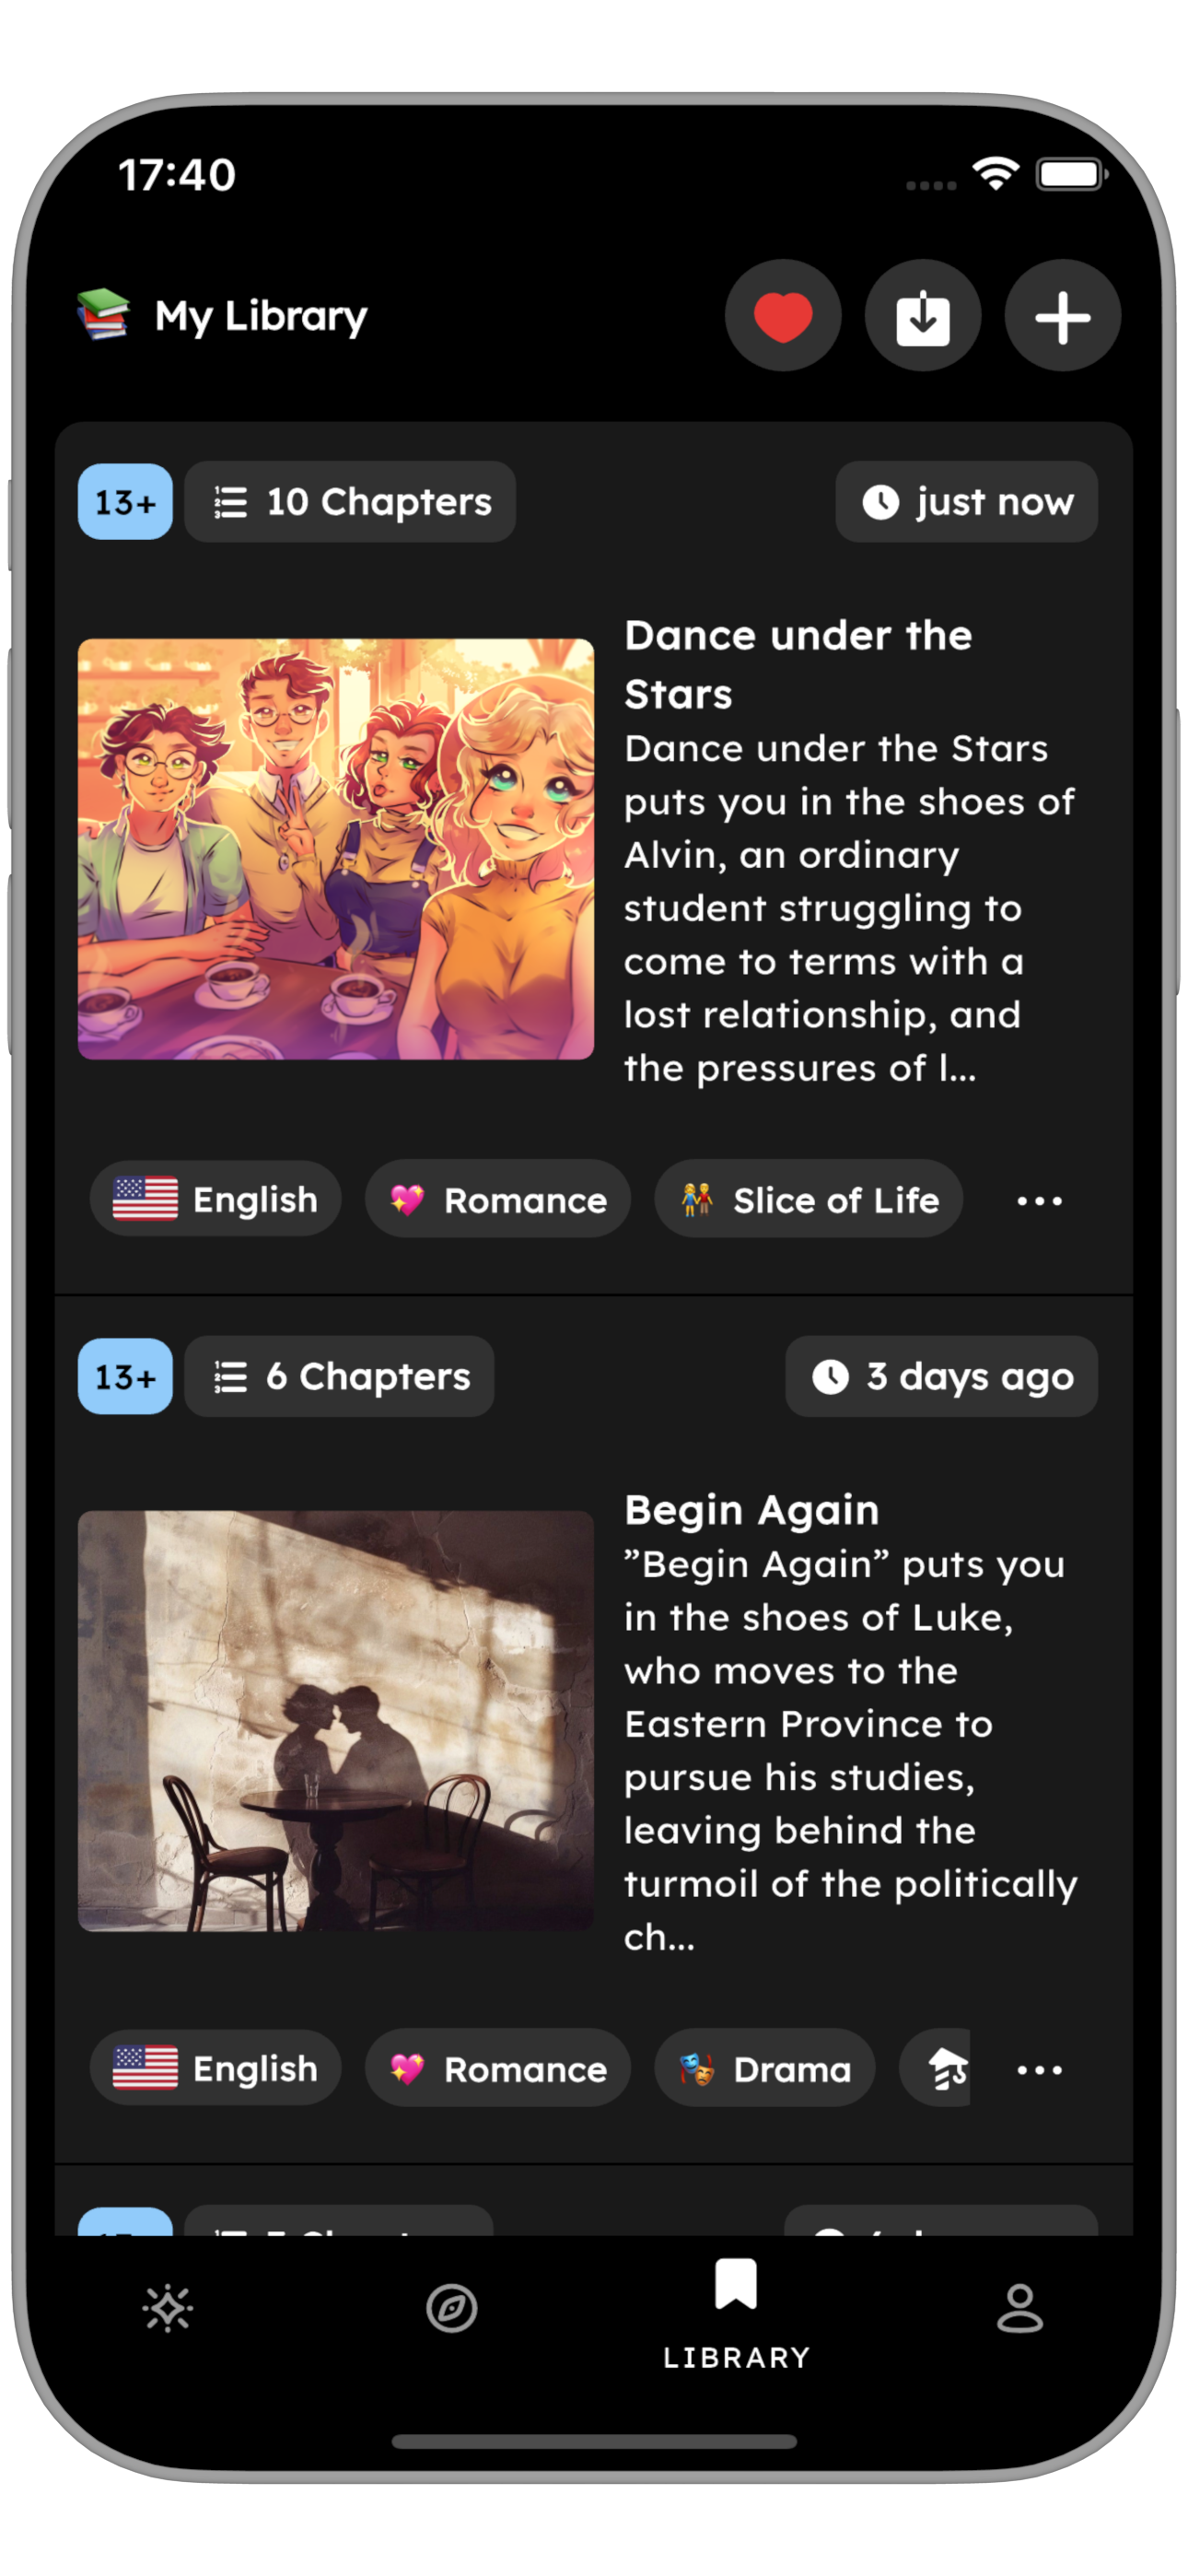 17:40
My Library
13+
10 Chapters
just now
Dance under the
Stars
Dance under the Stars
puts you in the shoes of
Alvin, an ordinary
student struggling to
come to terms with a
lost relationship, and
the pressures of l...
English
Romance
Slice of Life
13+
6 Chapters
3 days ago
Begin Again
”Begin Again” puts you
in the shoes of Luke,
who moves to the
Eastern Province to
pursue his studies,
leaving behind the
turmoil of the politically
ch...
English
Romance
Drama
LIBRARY